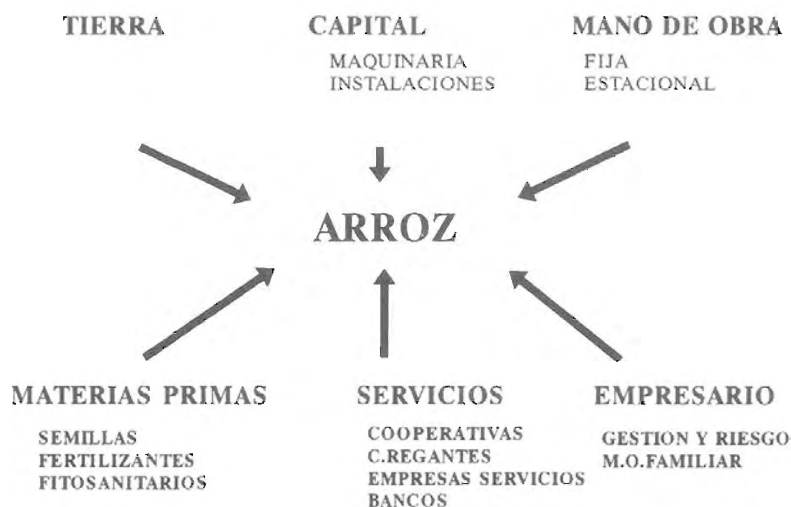 TIERRA
CAPITAL
MAQUINARIA
INSTALACIONES
MANO DE OBRA
FIJA
ESTACIONAL
ARROZ
MATERIAS PRIMAS
SEMILLAS
FERTILIZANTES
FITOSANITARIOS
SERVICIOS
COOPERATIVAS
C.REGANTES
EMPRESAS SERVICIOS
BANCOS
EMPRESARIO
GESTION Y RIESGO
M.O.FAMILIAR